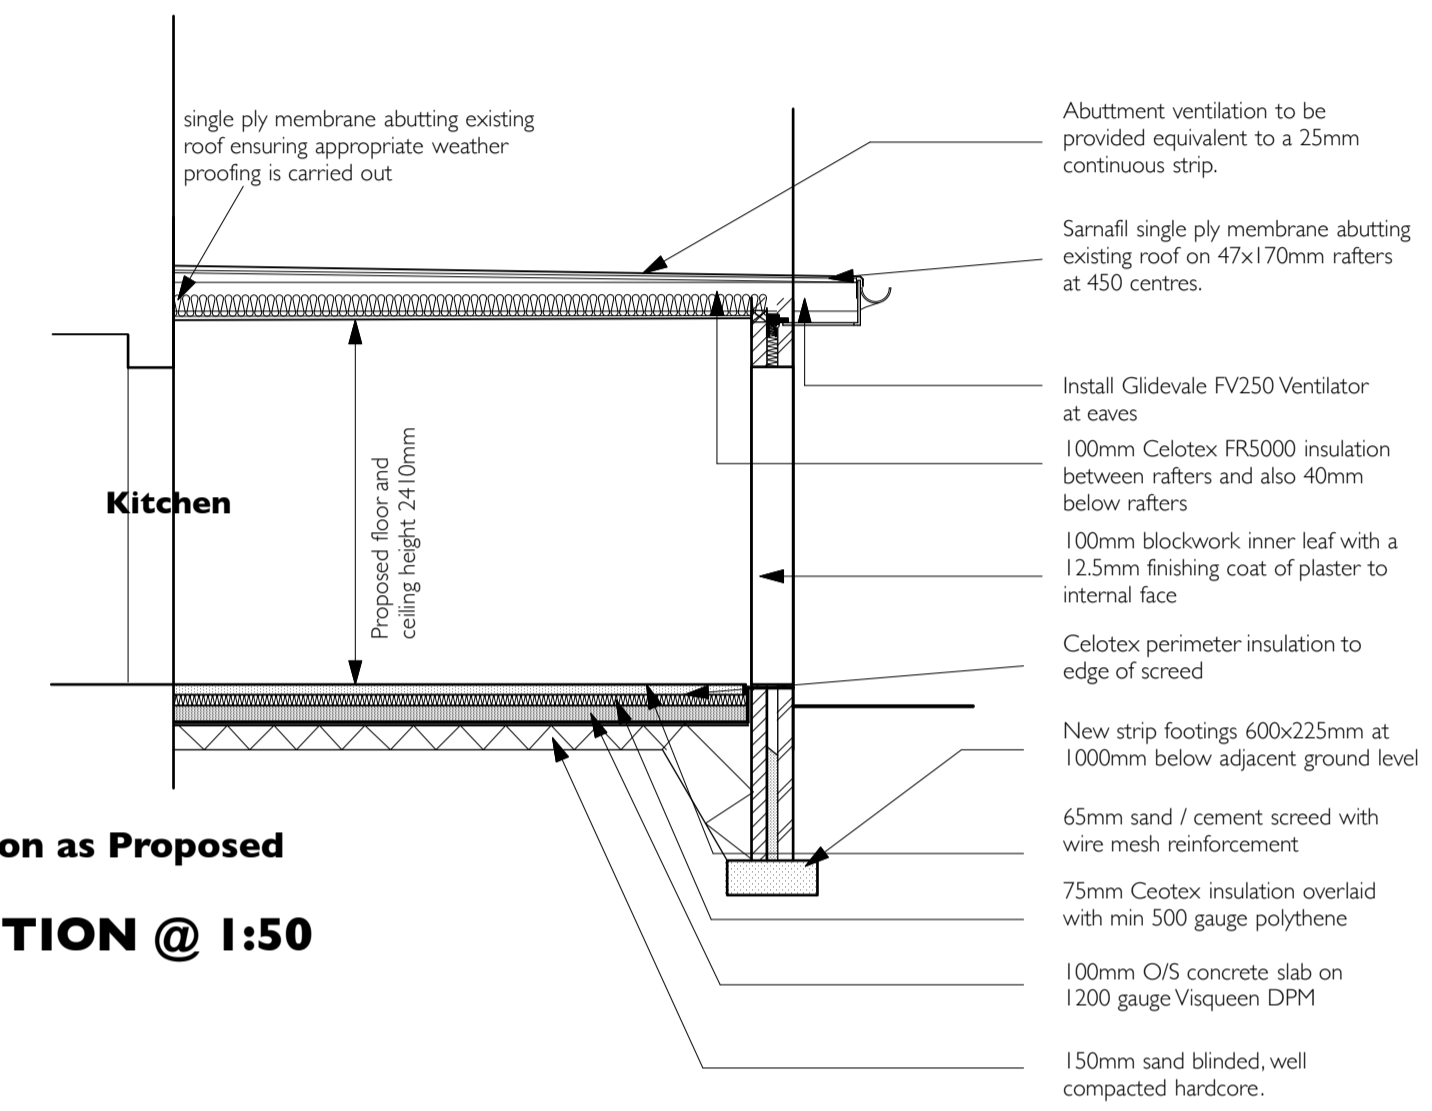 single ply membrane abutting existing
roof ensuring appropriate weather
proofing is carried out
Abuttment ventilation to be
provided equivalent to a 25mm
continuous strip.
Sarnafil single ply membrane abutting
existing roof on 47x170mm rafters
at 450 centres.
Install Glidevale FV250 Ventilator
at eaves
100mm Celotex FR5000 insulation
between rafters and also 40mm
below rafters
Kitchen
Proposed floor and
ceiling height 2410mm
100mm blockwork inner leaf with a
12.5mm finishing coat of plaster to
internal face
Celotex perimeter insulation to
edge of screed
New strip footings 600x225mm at
1000mm below adjacent ground level
65mm sand / cement screed with
wire mesh reinforcement
75mm Ceotex insulation overlaid
with min 500 gauge polythene
100mm O/S concrete slab on
1200 gauge Visqueen DPM
150mm sand blinded, well
compacted hardcore.
on as Proposed
TION @ 1:50